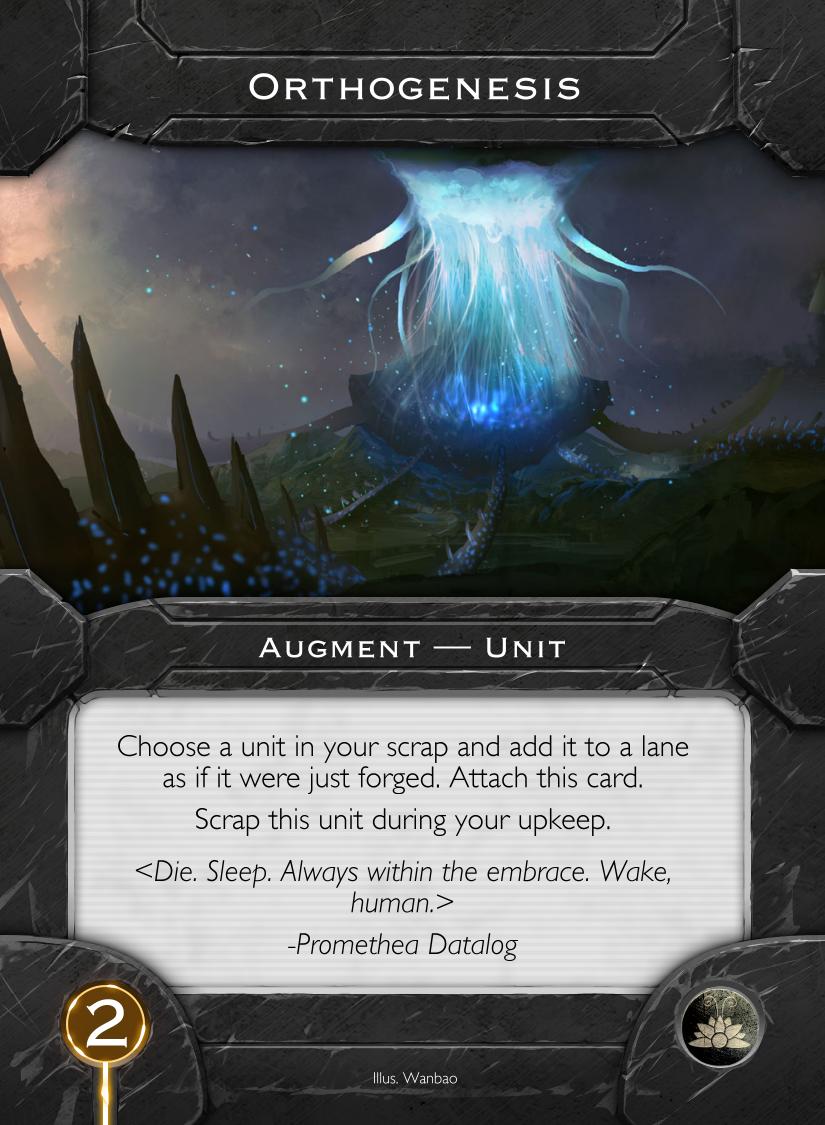 Orthogenesis
Augment — Unit
Choose a unit in your scrap and add it to a lane
as if it were just forged. Attach this card.
Scrap this unit during your upkeep.
<Die. Sleep. Always within the embrace. Wake,
human.>
-Promethea Datalog
2
Illus. Wanbao